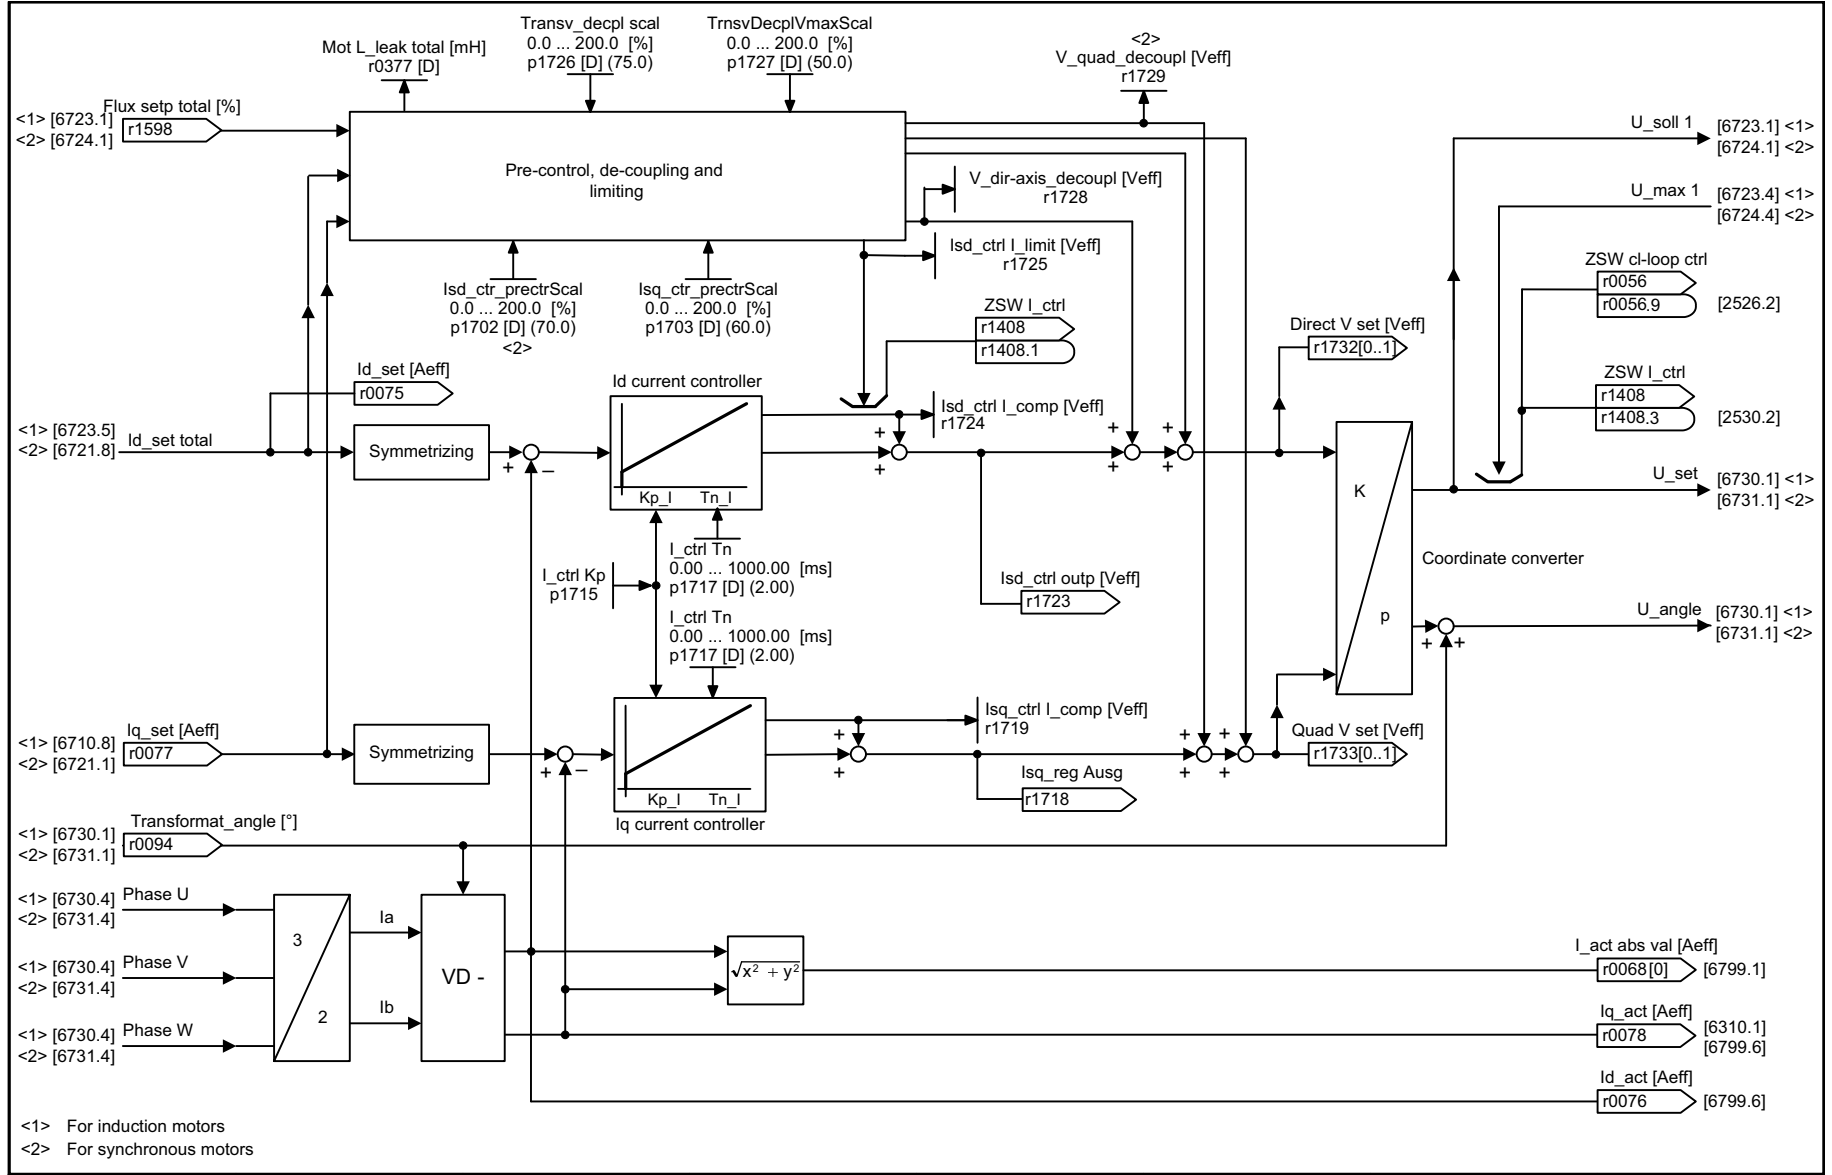 Transv_decpl scal
0.0 ... 200.0 [%]
p1726 [D] (75.0)
TrnsvDecplVmaxScal
0.0 ... 200.0 [%]
p1727 [D] (50.0)
Mot L_leak total [mH]
r0377 [D]
<2>
V_quad_decoupl [Veff]
r1729
Flux setp total [%]
<1> [6723.1]
<2> [6724.1]
r1598
U_soll 1
[6723.1] <1>
[6724.1] <2>
Pre-control, de-coupling and
limiting
V_dir-axis_decoupl [Veff]
r1728
U_max 1
[6723.4] <1>
[6724.4] <2>
Isd_ctrl I_limit [Veff]
r1725
ZSW cl-loop ctrl
r0056
r0056.9
[2526.2]
Isd_ctr_prectrScal
0.0 ... 200.0 [%]
p1702 [D] (70.0)
<2>
Isq_ctr_prectrScal
0.0 ... 200.0 [%]
p1703 [D] (60.0)
ZSW I_ctrl
r1408
r1408.1
Direct V set [Veff]
r1732[0..1]
Id_set [Aeff]
r0075
Id current controller
ZSW I_ctrl
r1408
r1408.3
[2530.2]
Isd_ctrl I_comp [Veff]
r1724
<1> [6723.5]
<2> [6721.8]
Id_set total
Symmetrizing
+
–
+
+
+
+
+
+
Kp_I
Tn_I
K
p
U_set
[6730.1] <1>
[6731.1] <2>
I_ctrl Tn
0.00 ... 1000.00 [ms]
p1717 [D] (2.00)
I_ctrl Kp
p1715
Isd_ctrl outp [Veff]
r1723
Coordinate converter
I_ctrl Tn
0.00 ... 1000.00 [ms]
p1717 [D] (2.00)
U_angle
[6730.1] <1>
[6731.1] <2>
+
+
Iq_set [Aeff]
<1> [6710.8]
<2> [6721.1]
r0077
Symmetrizing
+
–
Kp_I
Tn_I
Iq current controller
Isq_ctrl I_comp [Veff]
r1719
+
+
+
+
+
+
Quad V set [Veff]
r1733[0..1]
Isq_reg Ausg
r1718
Transformat_angle [°]
<1> [6730.1]
<2> [6731.1]
r0094
<1> [6730.4]
<2> [6731.4]
Phase U
<1> [6730.4]
<2> [6731.4]
Phase V
<1> [6730.4]
<2> [6731.4]
Phase W
3
2
Ia
Ib
VD -
√x² + y²
I_act abs val [Aeff]
r0068[0]
[6799.1]
Iq_act [Aeff]
r0078
[6310.1]
[6799.6]
Id_act [Aeff]
r0076
[6799.6]
<1> For induction motors
<2> For synchronous motors